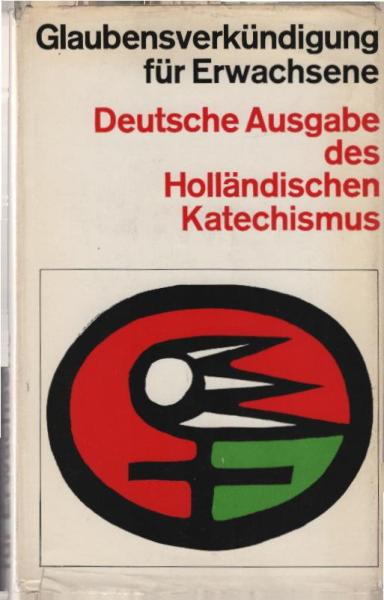 Glaubensverkündigung
für Erwachsene
Deutsche Ausgabe
des
Holländischen
Katechismus